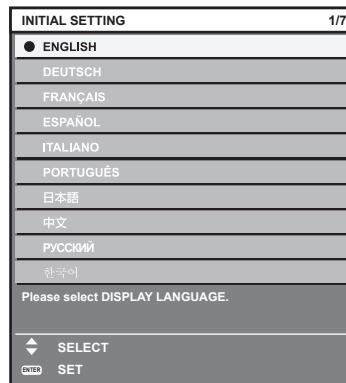 INITIAL SETTING 1/7
ENGLISH
DEUTSCH
FRANÇAIS
ESPAÑOL
ITALIANO
PORTUGUÊS
日本語
中文
РУССКИЙ
한국어
Please select DISPLAY LANGUAGE.
SELECT
ENTER SET